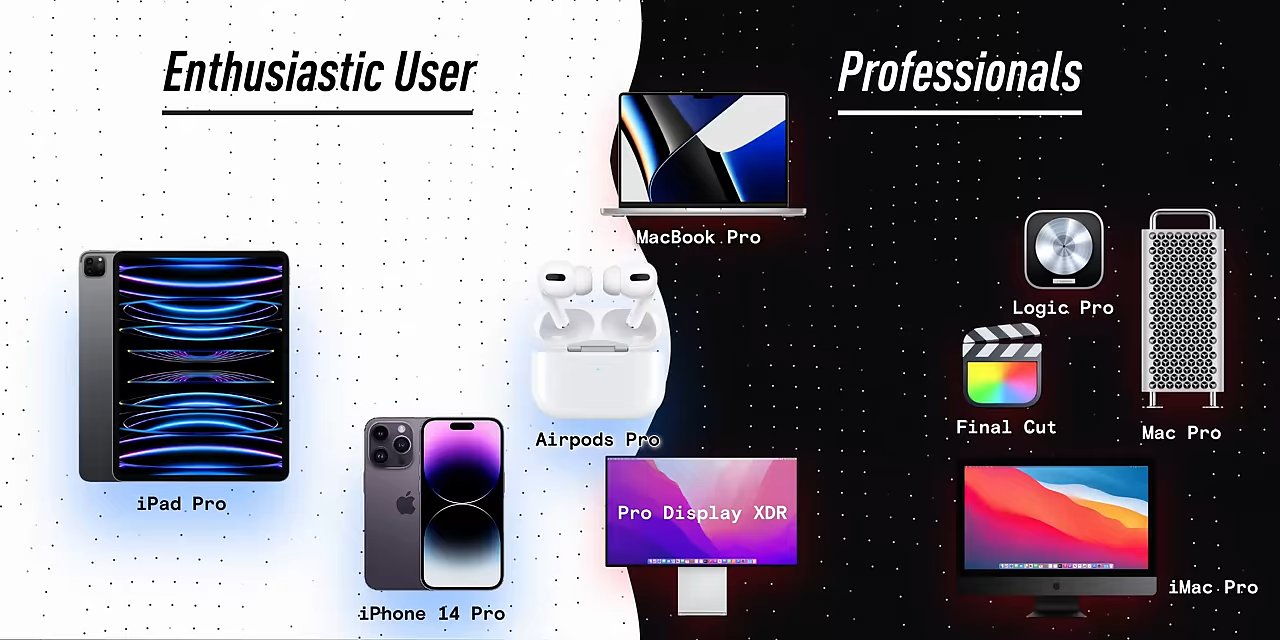 Enthusiastic User
Professionals
MacBook Pro
Logic Pro
Final Cut
Mac Pro
Airpods Pro
iPad Pro
Pro Display XDR
iMac Pro
iPhone 14 Pro